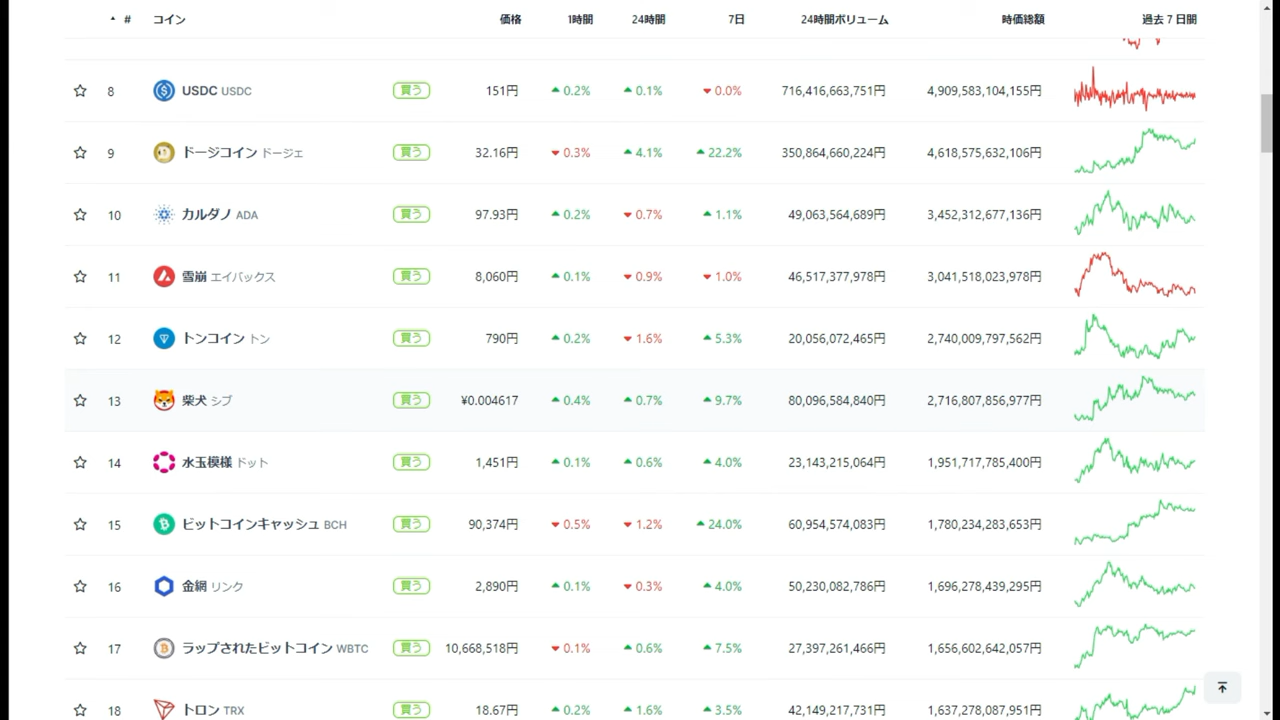 # コイン 価格 1時間 24時間 7日 24時間ボリューム 時価総額 過去 7 日間
8 USDC USDC 買う 151円 0.2% 0.1% 0.0% 716,416,663,751円 4,909,583,104,155円
9 ドージコイン ドージェ 買う 32.16円 0.3% 4.1% 22.2% 350,864,660,224円 4,618,575,632,106円
10 カルダノ ADA 買う 97.93円 0.2% 0.7% 1.1% 49,063,564,689円 3,452,312,677,136円
11 雪崩 エイバックス 買う 8,060円 0.1% 0.9% 1.0% 46,517,377,978円 3,041,518,023,978円
12 トンコイン トン 買う 790円 0.2% 1.6% 5.3% 20,056,072,465円 2,740,009,797,562円
13 柴犬 シブ 買う ¥0.004617 0.4% 0.7% 9.7% 80,096,584,840円 2,716,807,856,977円
14 水玉模様 ドット 買う 1,451円 0.1% 0.6% 4.0% 23,143,215,064円 1,951,717,785,400円
15 ビットコインキャッシュ BCH 買う 90,374円 0.5% 1.2% 24.0% 60,954,574,083円 1,780,234,283,653円
16 金網 リンク 買う 2,890円 0.1% 0.3% 4.0% 50,230,082,786円 1,696,278,439,295円
17 ラップされたビットコイン WBTC 買う 10,668,518円 0.1% 0.6% 7.5% 27,397,261,466円 1,656,602,642,057円
18 トロン TRX 買う 18.67円 0.2% 1.6% 3.5% 42,149,217,731円 1,637,278,087,951円